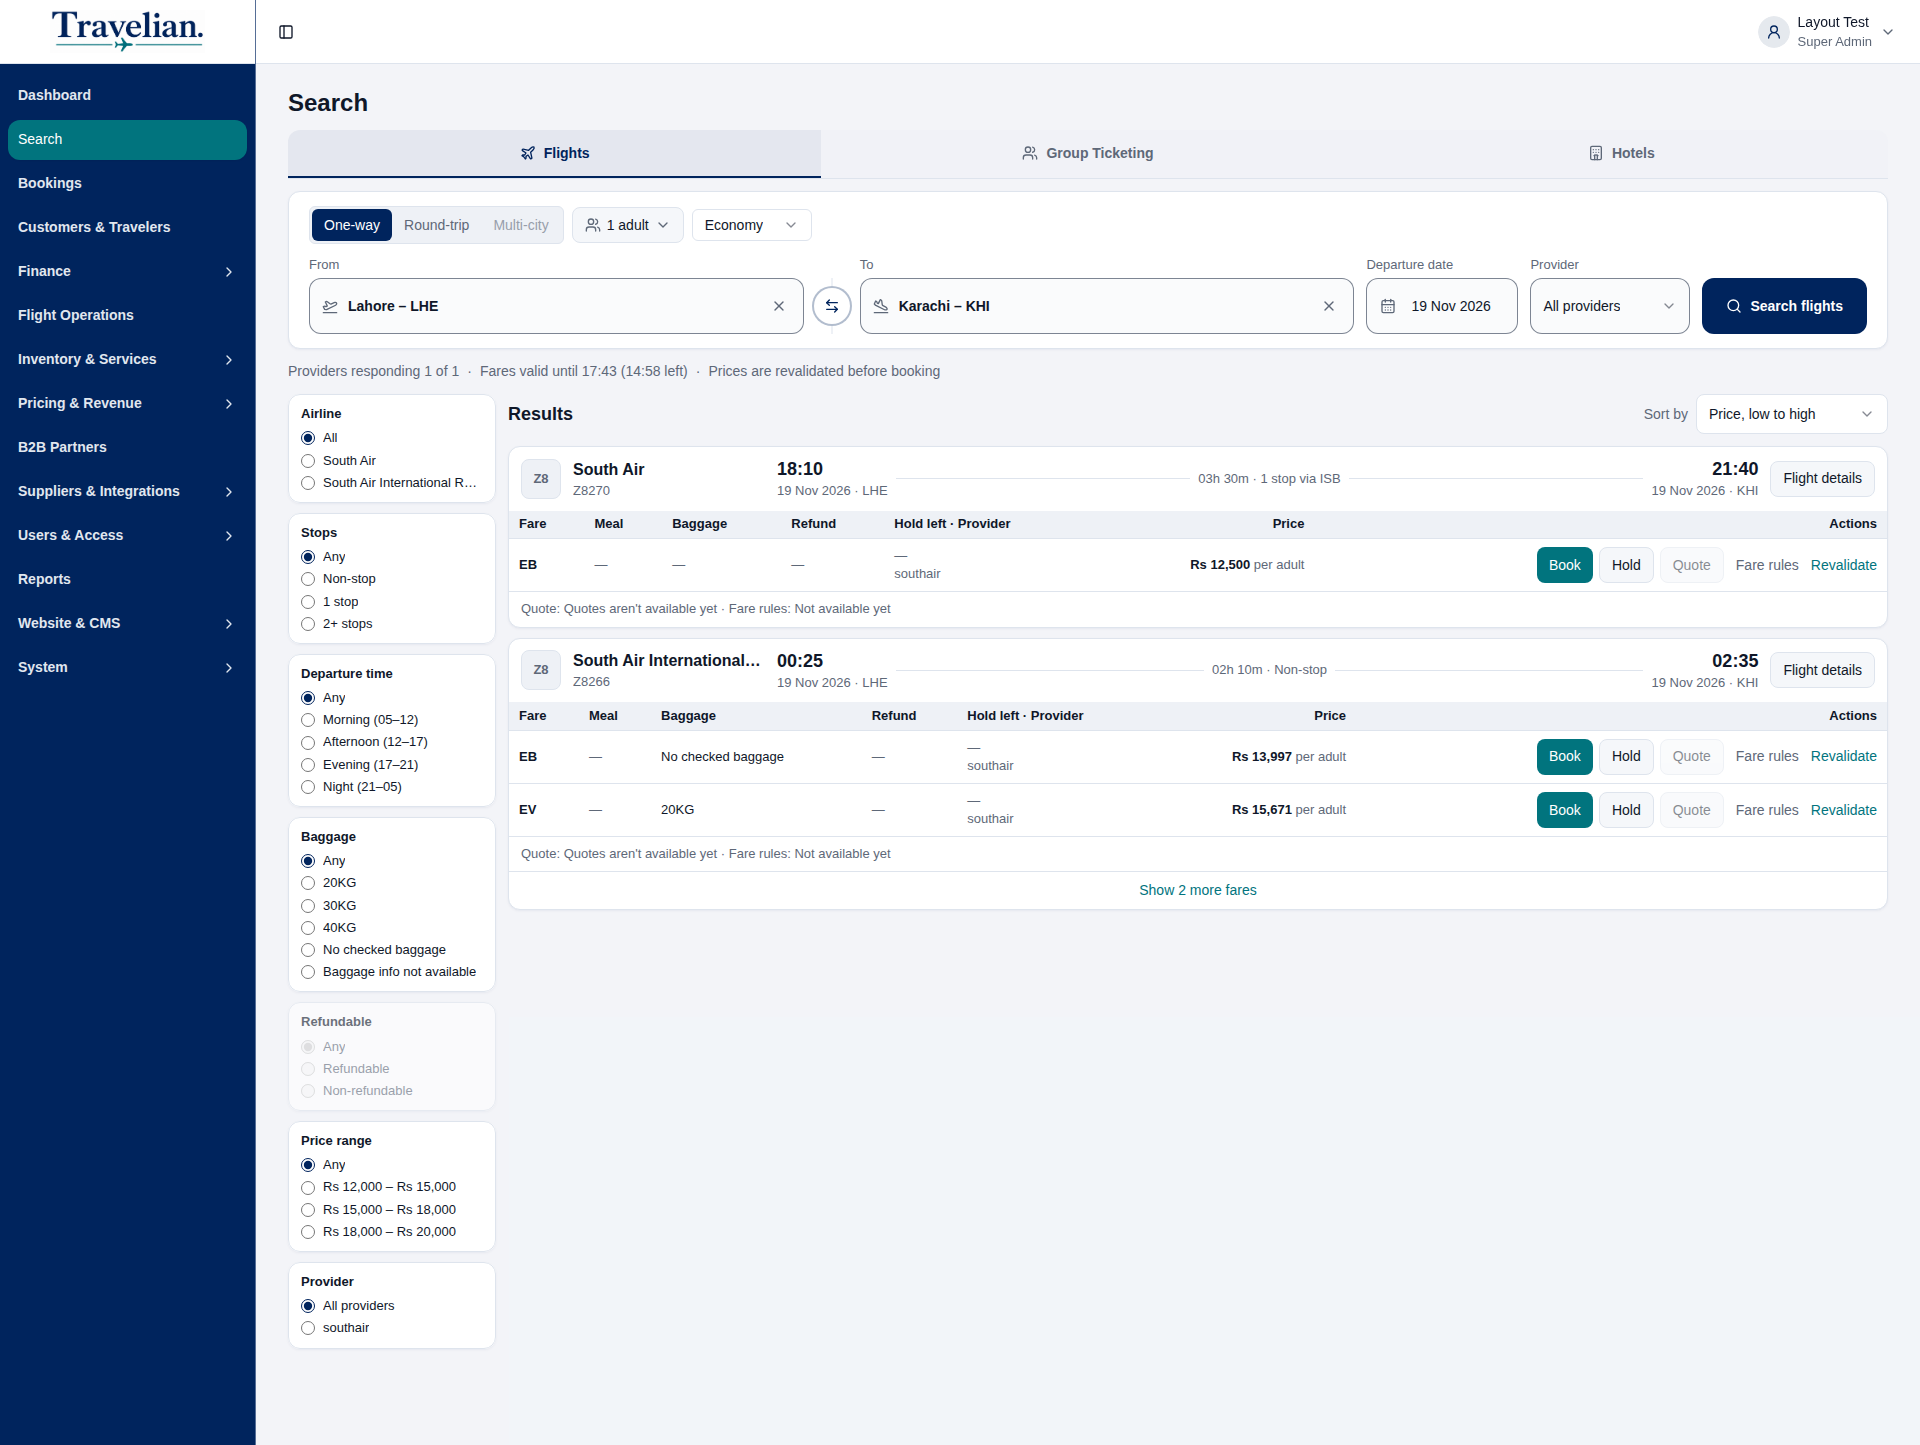 Travelian.
Layout Test
Super Admin
Dashboard
Search
Bookings
Customers & Travelers
Finance
Flight Operations
Inventory & Services
Pricing & Revenue
B2B Partners
Suppliers & Integrations
Users & Access
Reports
Website & CMS
System
Search
Flights
Group Ticketing
Hotels
One-way Round-trip Multi-city 1 adult Economy
From To Departure date Provider
Lahore – LHE Karachi – KHI 19 Nov 2026 All providers Search flights
Providers responding 1 of 1 · Fares valid until 17:43 (14:58 left) · Prices are revalidated before booking
Airline
All
South Air
South Air International R…
Stops
Any
Non-stop
1 stop
2+ stops
Departure time
Any
Morning (05–12)
Afternoon (12–17)
Evening (17–21)
Night (21–05)
Baggage
Any
20KG
30KG
40KG
No checked baggage
Baggage info not available
Refundable
Any
Refundable
Non-refundable
Price range
Any
Rs 12,000 – Rs 15,000
Rs 15,000 – Rs 18,000
Rs 18,000 – Rs 20,000
Provider
All providers
southair
Results
Sort by Price, low to high
Z8 South Air 18:10 03h 30m · 1 stop via ISB 21:40 Flight details
Z8270 19 Nov 2026 · LHE 19 Nov 2026 · KHI
Fare Meal Baggage Refund Hold left · Provider Price Actions
EB — — — — Rs 12,500 per adult Book Hold Quote Fare rules Revalidate
southair
Quote: Quotes aren't available yet · Fare rules: Not available yet
Z8 South Air International… 00:25 02h 10m · Non-stop 02:35 Flight details
Z8266 19 Nov 2026 · LHE 19 Nov 2026 · KHI
Fare Meal Baggage Refund Hold left · Provider Price Actions
EB — No checked baggage — — Rs 13,997 per adult Book Hold Quote Fare rules Revalidate
southair
EV — 20KG — — Rs 15,671 per adult Book Hold Quote Fare rules Revalidate
southair
Quote: Quotes aren't available yet · Fare rules: Not available yet
Show 2 more fares